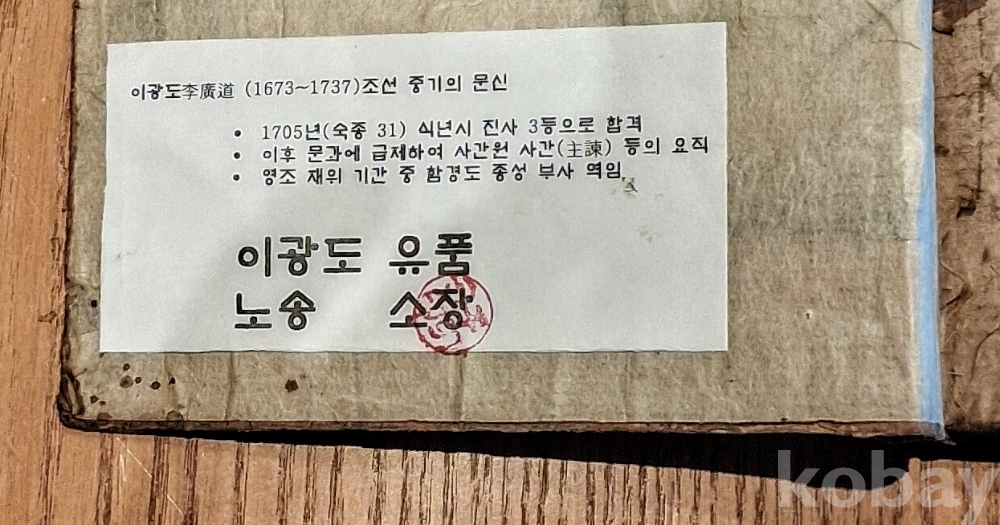 이광도李廣道 (1673~1737)조선 중기의 문신
• 1705년(숙종 31) 식년시 진사 3등으로 합격
• 이후 문과에 급제하여 사간원 사간(主諫) 등의 요직
• 영조 재위 기간 중 함경도 종성 부사 역임
이광도 유품
노송 소장
kobay